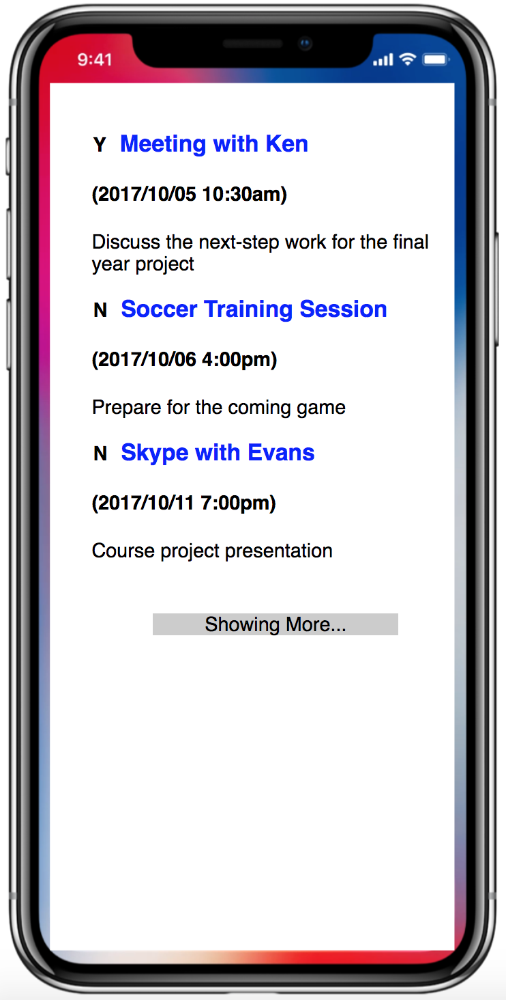 9:41
Y Meeting with Ken
(2017/10/05 10:30am)
Discuss the next-step work for the final
year project
N Soccer Training Session
(2017/10/06 4:00pm)
Prepare for the coming game
N Skype with Evans
(2017/10/11 7:00pm)
Course project presentation
Showing More...